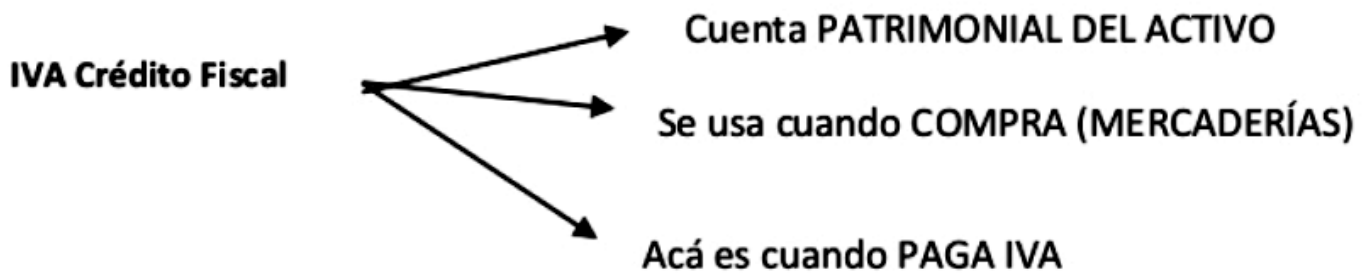 Cuenta PATRIMONIAL DEL ACTIVO
IVA Crédito Fiscal
Se usa cuando COMPRA (MERCADERÍAS)
Acá es cuando PAGA IVA